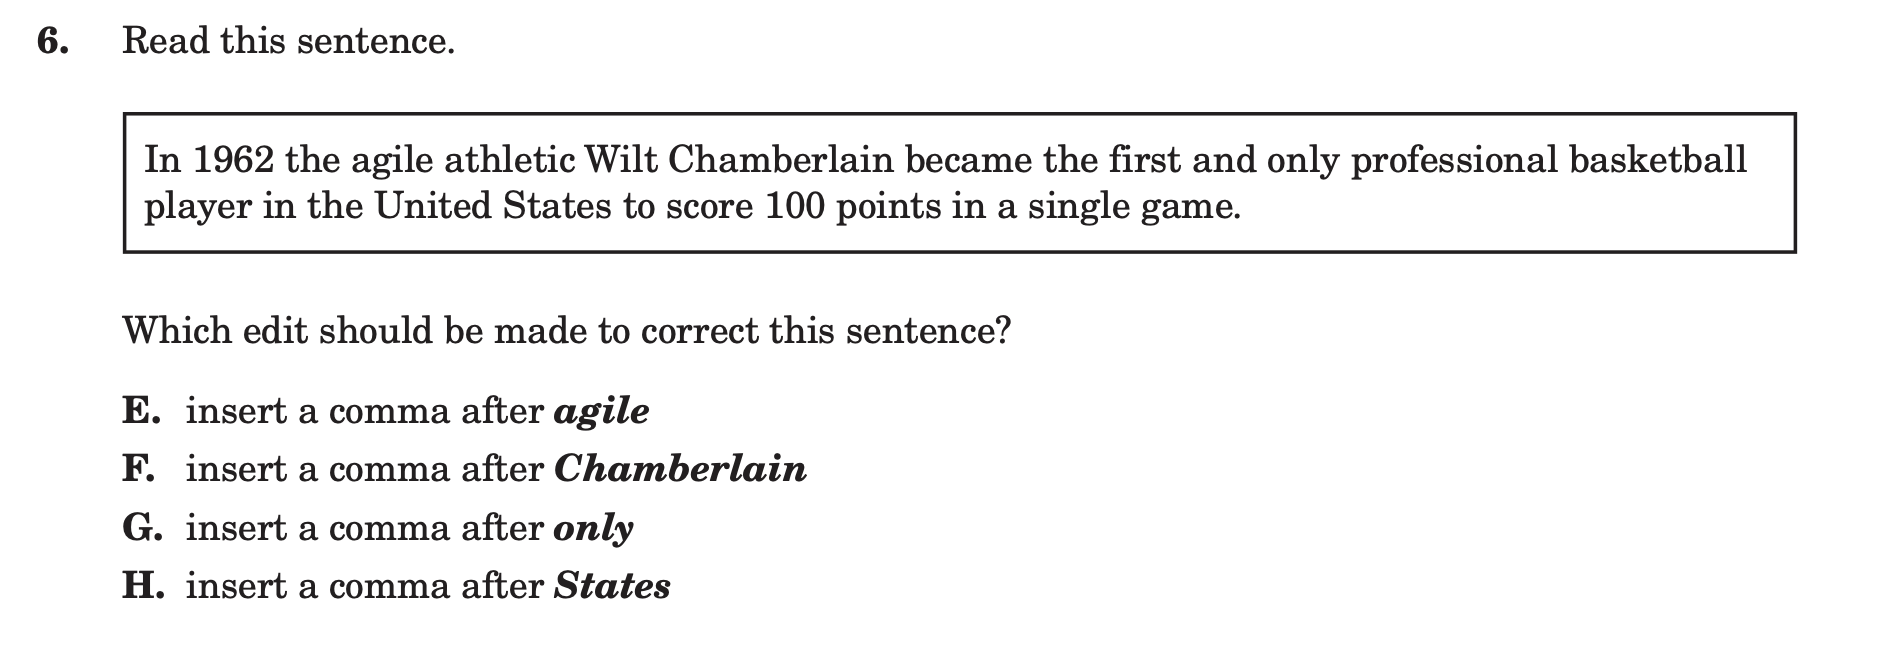 6. Read this sentence.
In 1962 the agile athletic Wilt Chamberlain became the first and only professional basketball
player in the United States to score 100 points in a single game.
Which edit should be made to correct this sentence?
E. insert a comma after agile
F. insert a comma after Chamberlain
G. insert a comma after only
H. insert a comma after States